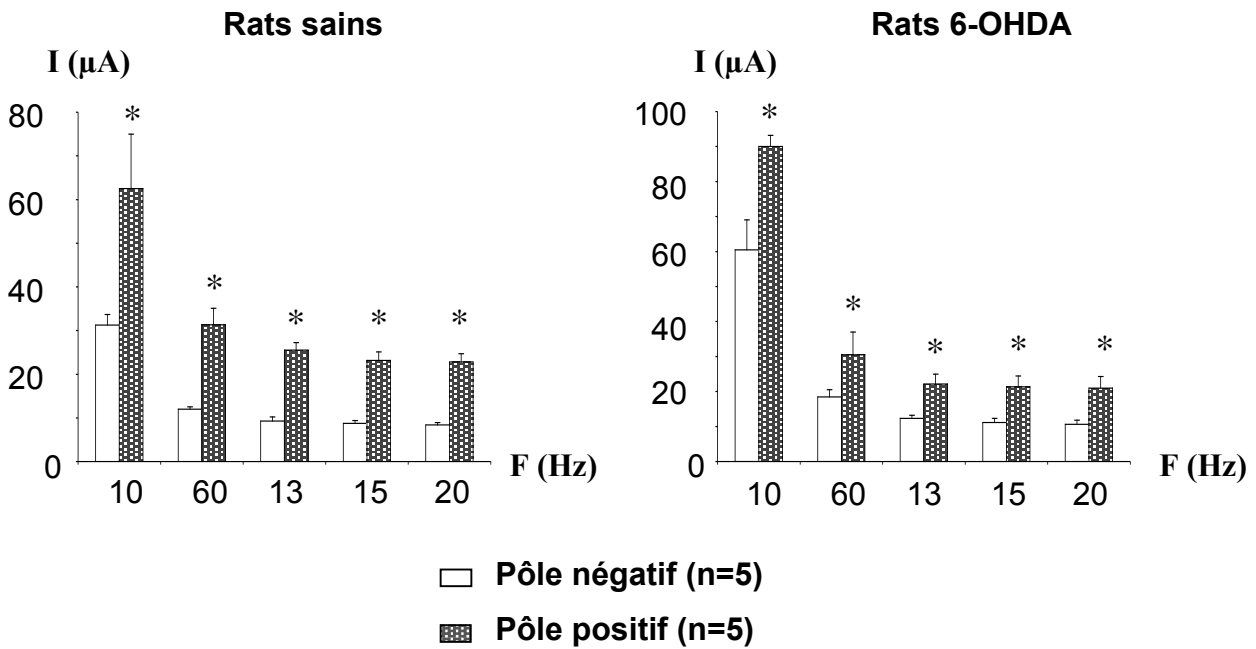 Rats sains
I (µA)
80
60
40
20
0
10 60 13 15 20
F (Hz)
* * * * *
Rats 6-OHDA
I (µA)
100
80
60
40
20
0
10 60 13 15 20
F (Hz)
* * * * *
Pôle négatif (n=5)
Pôle positif (n=5)